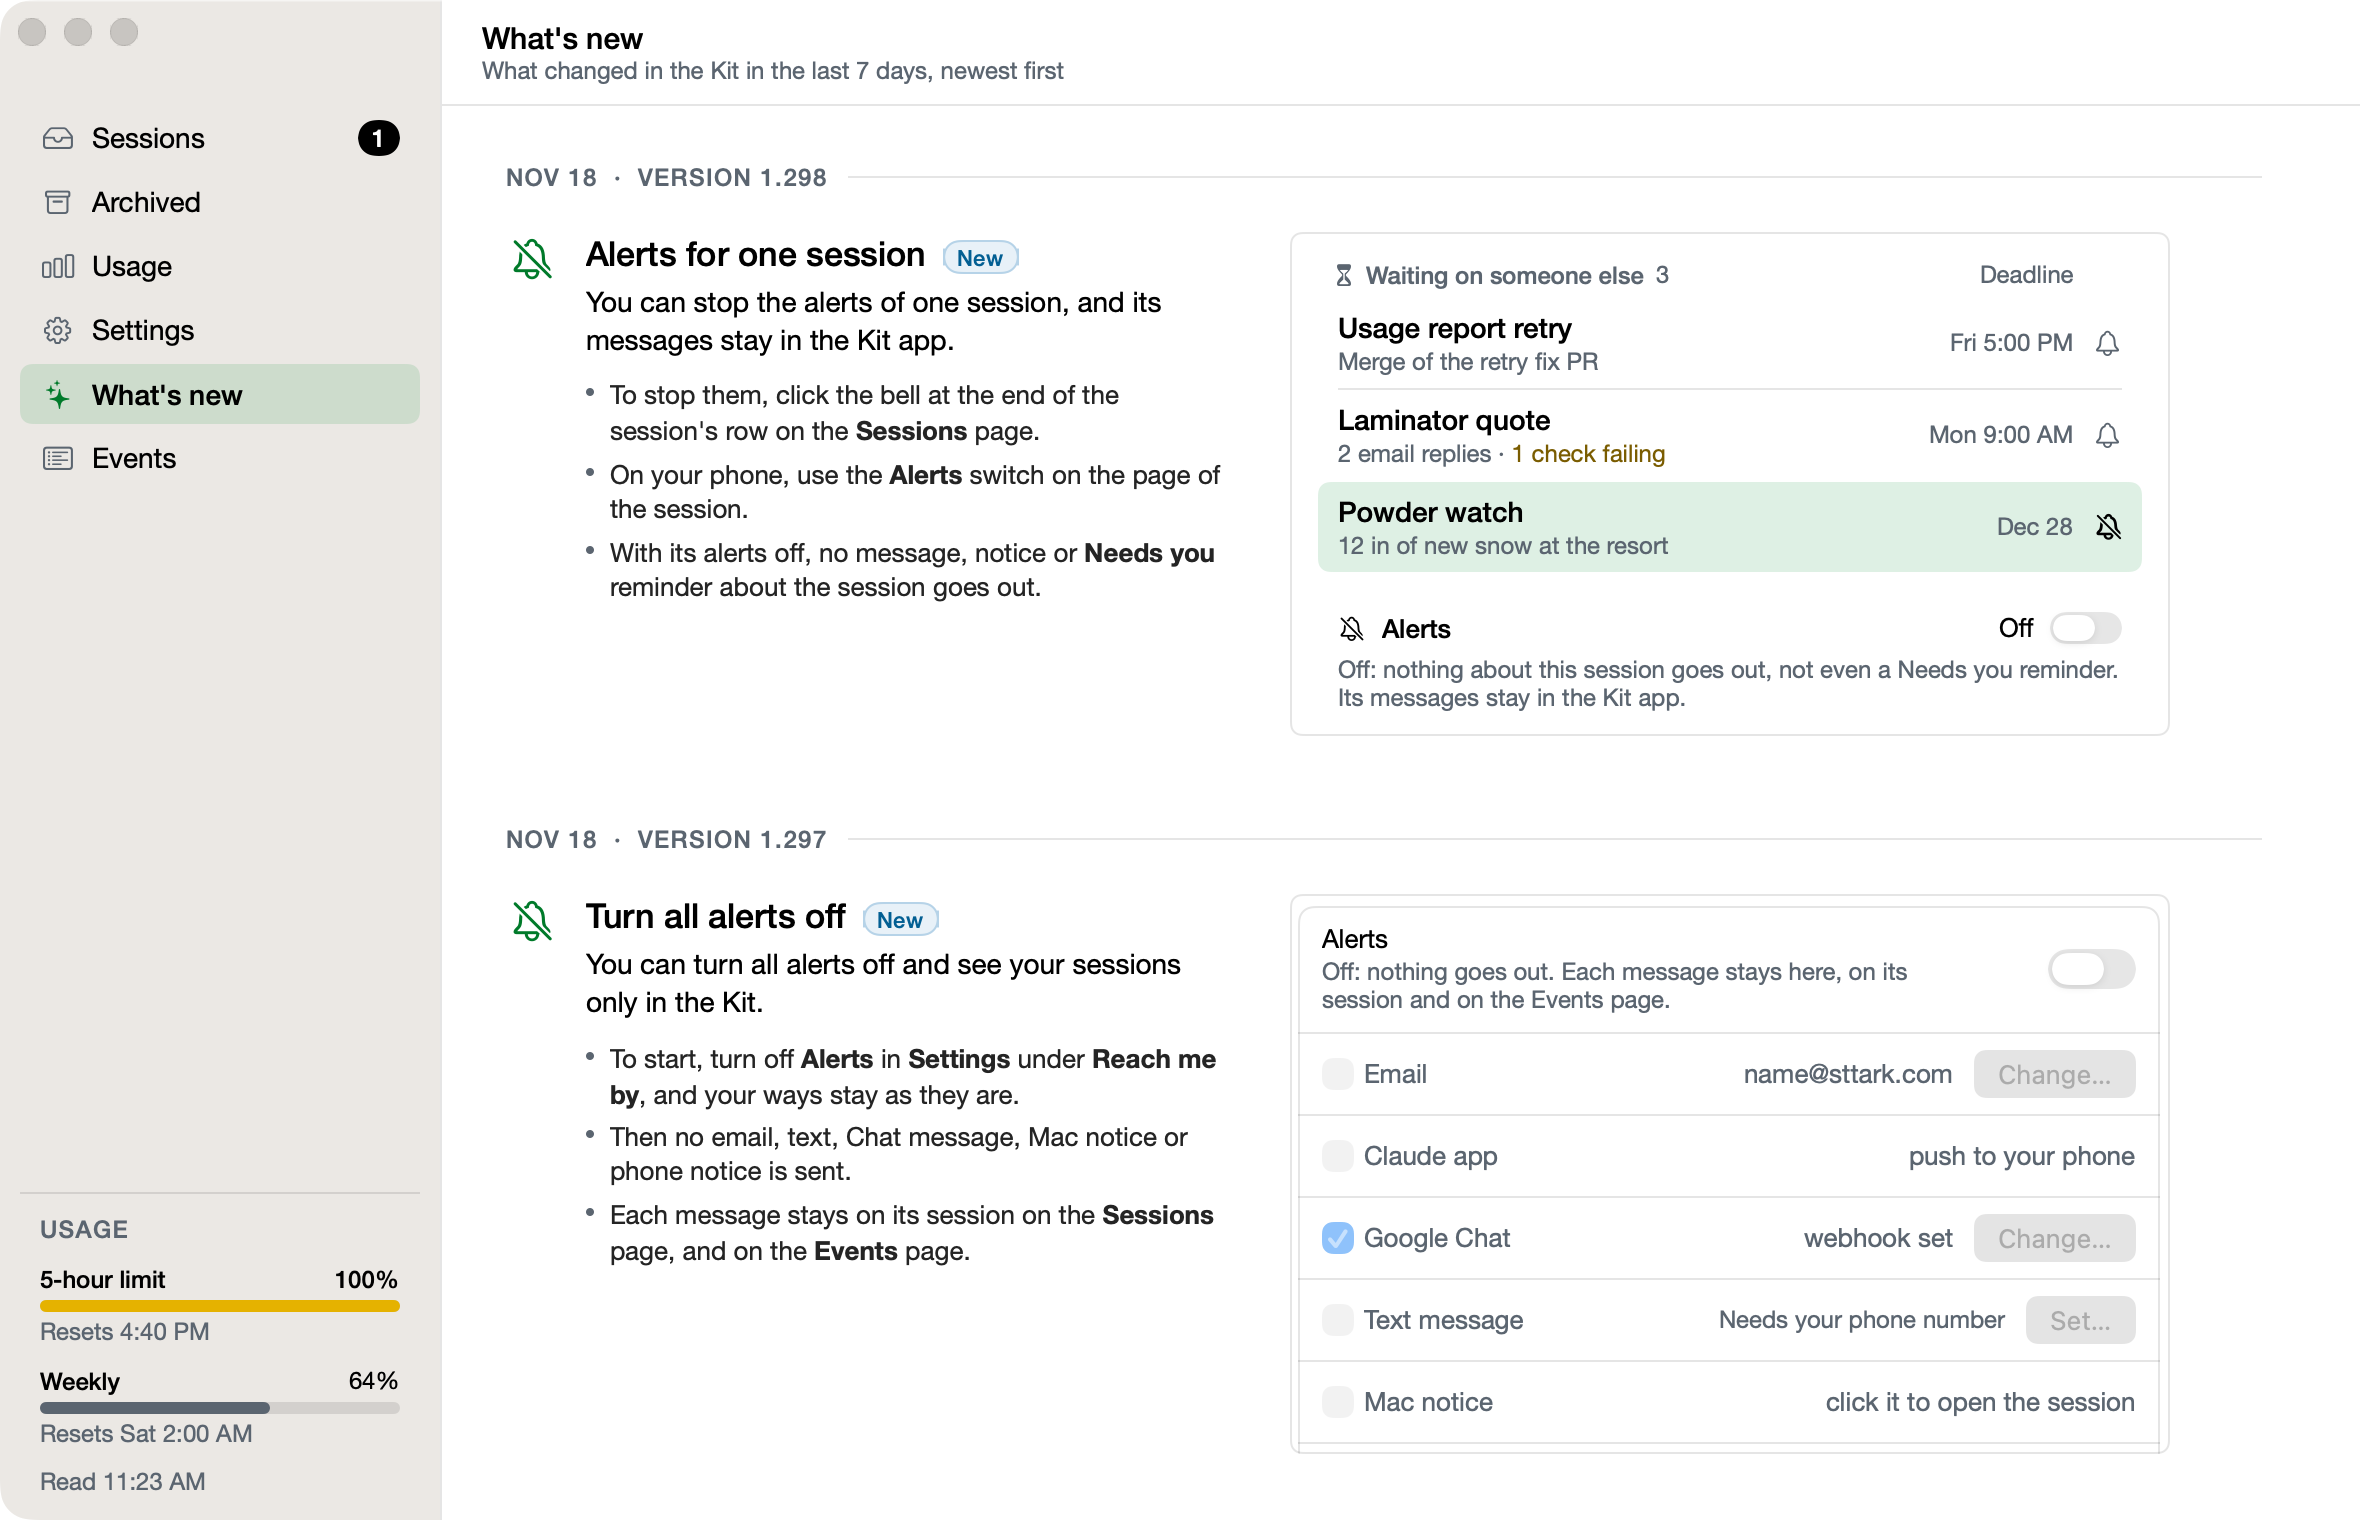 Sessions 1
Archived
Usage
Settings
What's new
Events
USAGE
5-hour limit 100%
Resets 4:40 PM
Weekly 64%
Resets Sat 2:00 AM
Read 11:23 AM
What's new
What changed in the Kit in the last 7 days, newest first
NOV 18 · VERSION 1.298
Alerts for one session New
You can stop the alerts of one session, and its
messages stay in the Kit app.
• To stop them, click the bell at the end of the
session's row on the Sessions page.
• On your phone, use the Alerts switch on the page of
the session.
• With its alerts off, no message, notice or Needs you
reminder about the session goes out.
Waiting on someone else 3 Deadline
Usage report retry
Merge of the retry fix PR
Fri 5:00 PM
Laminator quote
2 email replies · 1 check failing
Mon 9:00 AM
Powder watch
12 in of new snow at the resort
Dec 28
Alerts Off
Off: nothing about this session goes out, not even a Needs you reminder.
Its messages stay in the Kit app.
NOV 18 · VERSION 1.297
Turn all alerts off New
You can turn all alerts off and see your sessions
only in the Kit.
• To start, turn off Alerts in Settings under Reach me
by, and your ways stay as they are.
• Then no email, text, Chat message, Mac notice or
phone notice is sent.
• Each message stays on its session on the Sessions
page, and on the Events page.
Alerts
Off: nothing goes out. Each message stays here, on its
session and on the Events page.
Email name@sttark.com Change...
Claude app push to your phone
Google Chat webhook set Change...
Text message Needs your phone number Set...
Mac notice click it to open the session